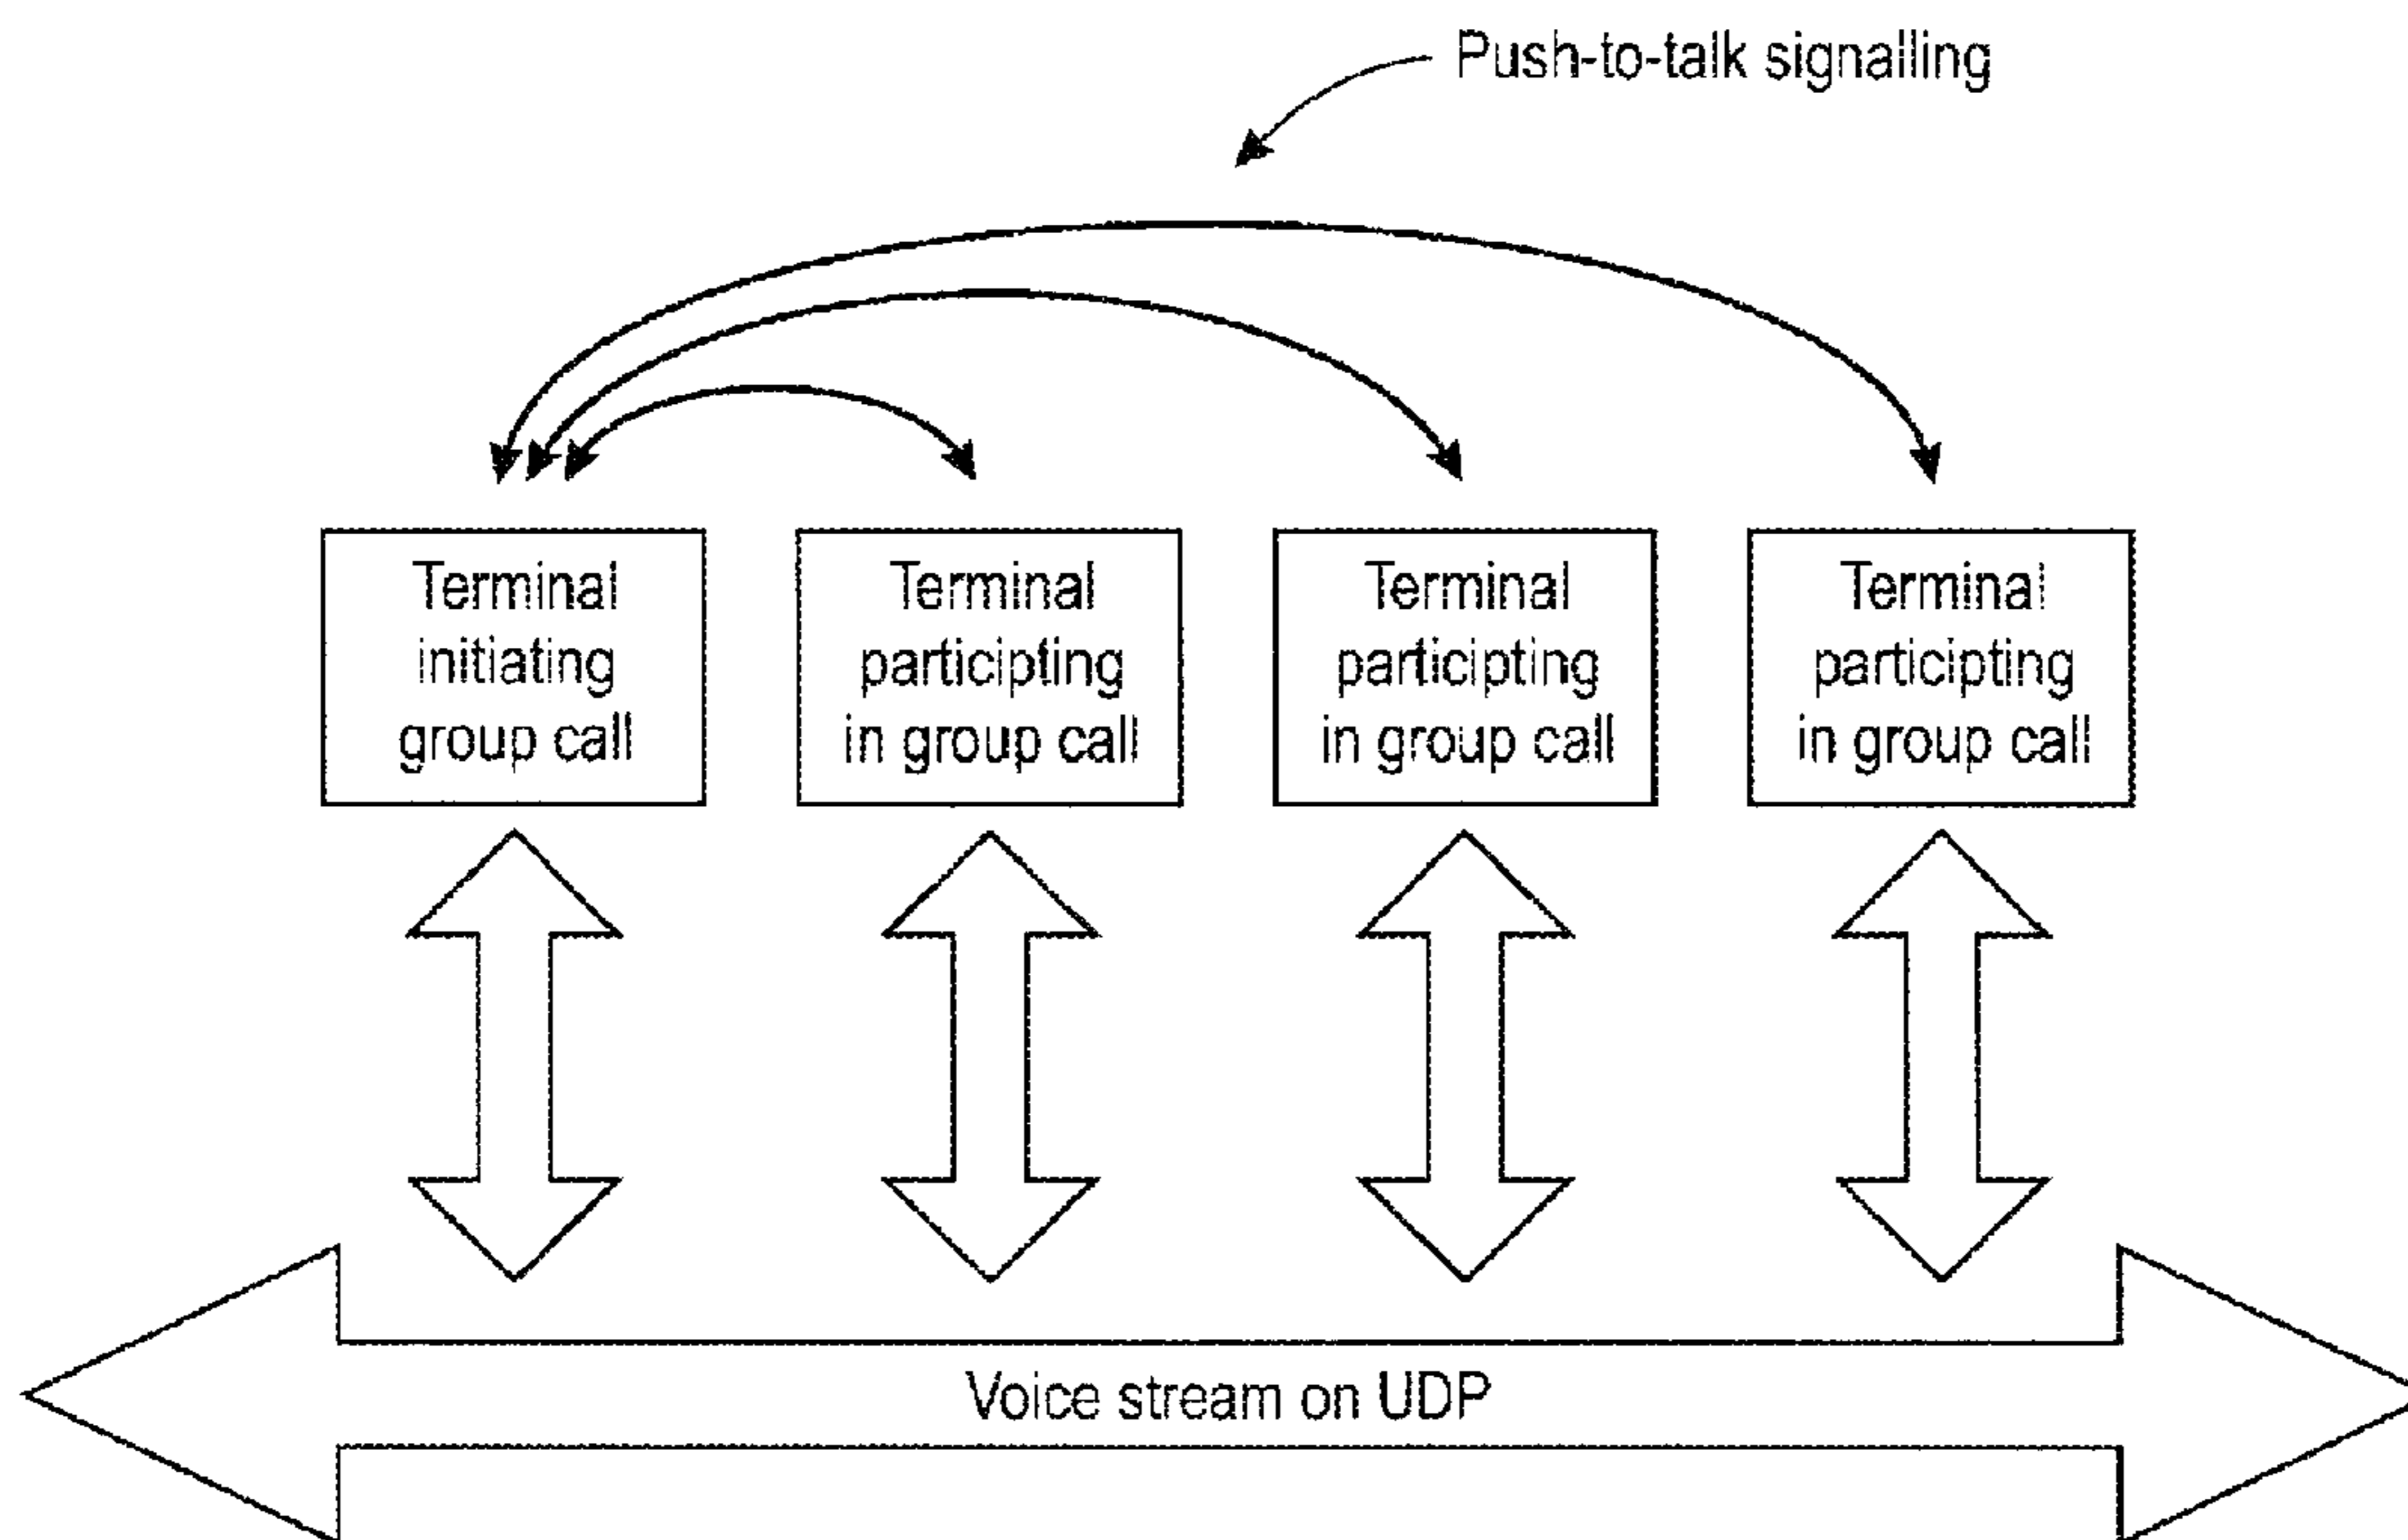 Push-to-talk signalling
Terminal
initiating
group call
Terminal
participting
in group call
Terminal
participting
in group call
Terminal
participting
in group call
Voice stream on UDP